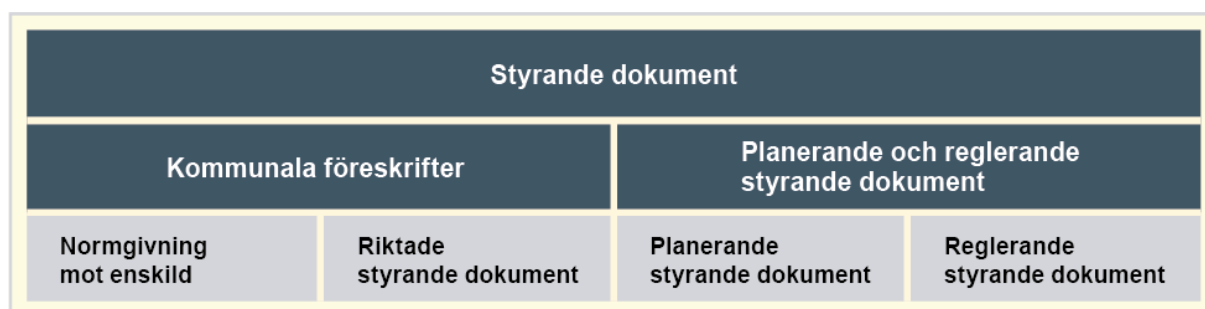 Styrande dokument
Kommunala föreskrifter
Planerande och reglerande
styrande dokument
Normgivning
mot enskild
Riktade
styrande dokument
Planerande
styrande dokument
Reglerande
styrande dokument